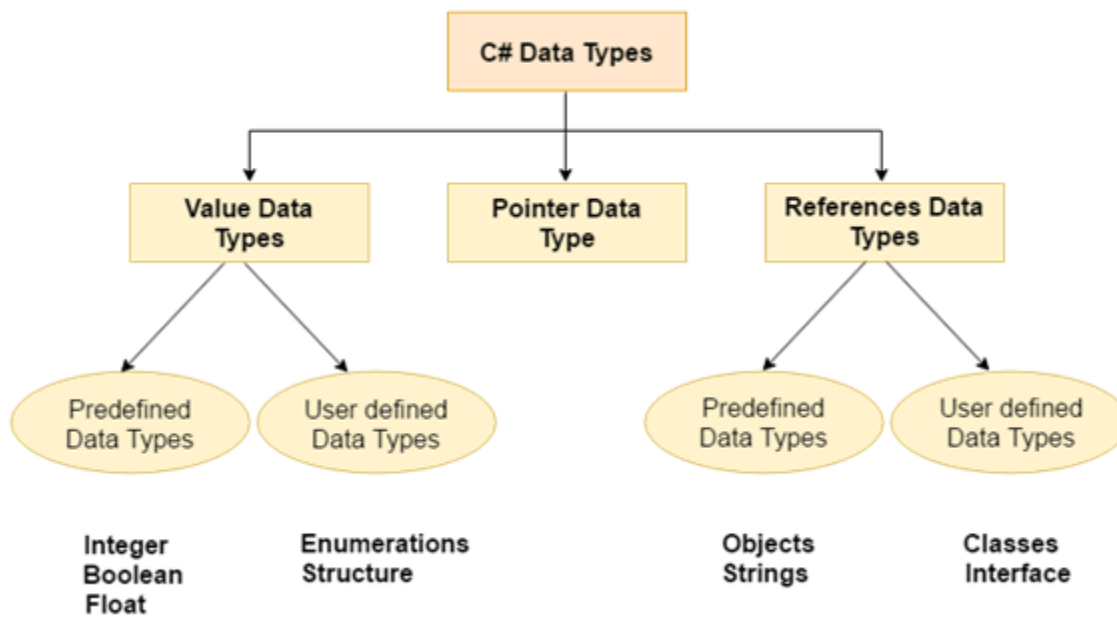 C# Data Types
Value Data
Types
Pointer Data
Type
References Data
Types
Predefined
Data Types
User defined
Data Types
Predefined
Data Types
User defined
Data Types
Integer
Boolean
Float
Enumerations
Structure
Objects
Strings
Classes
Interface